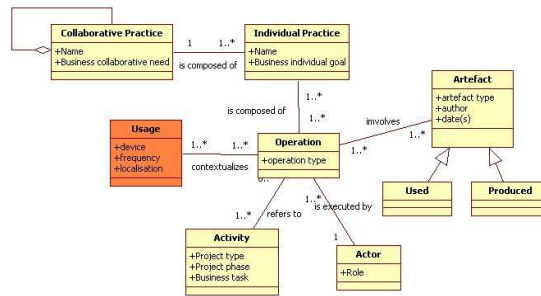 Collaborative Practice
+Name
+Business collaborative need
1
1..*
is composed of
Individual Practice
+Name
+Business individual goal
1..*
is composed of
1..*
Artefact
+artefact type
+author
+date(s)
involves
1..*
1..*
Usage
+device
+frequency
+localisation
1..*
1..*
contextualizes
Operation
+operation type
Used
Produced
refers to
1..*
1..*
is executed by
1
Activity
+Project type
+Project phase
+Business task
Actor
+Role